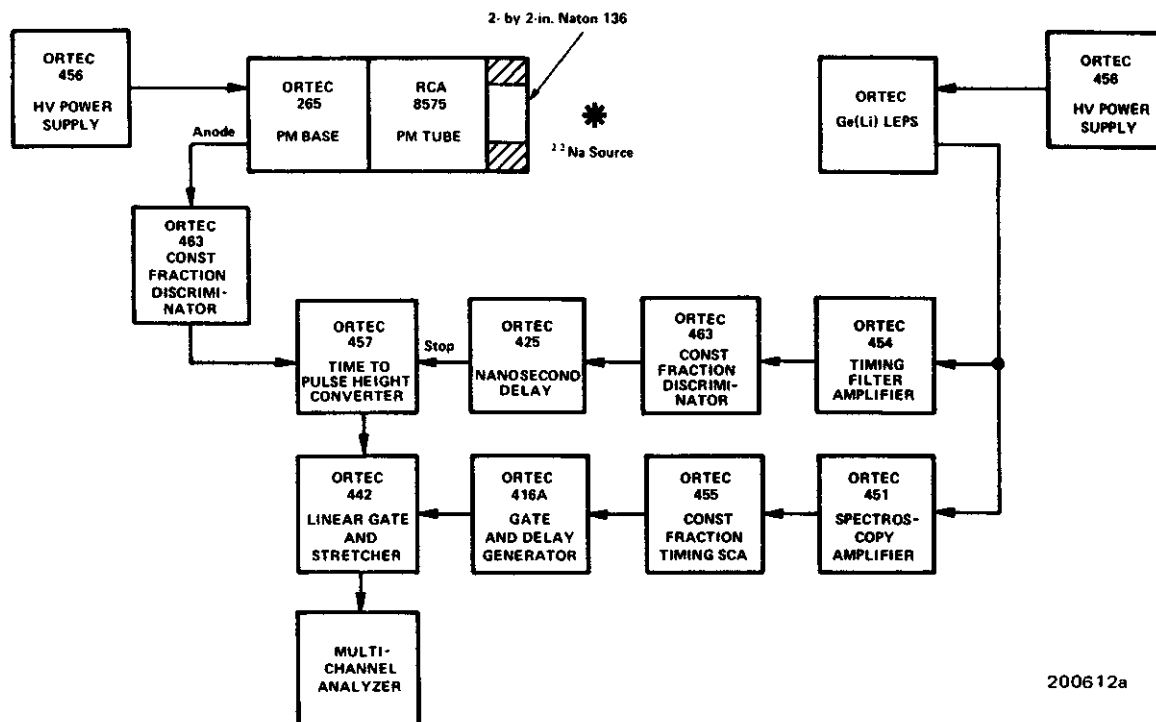 2- by 2-in. Naton 136
ORTEC
456
HV POWER
SUPPLY
ORTEC
265
PM BASE
RCA
8575
PM TUBE
22Na Source
ORTEC
Ge(Li) LEPS
ORTEC
456
HV POWER
SUPPLY
Anode
ORTEC
463
CONST
FRACTION
DISCRIMI-
NATOR
ORTEC
457
TIME TO
PULSE HEIGHT
CONVERTER
Stop
ORTEC
425
NANOSECOND
DELAY
ORTEC
463
CONST
FRACTION
DISCRIMI-
NATOR
ORTEC
454
TIMING
FILTER
AMPLIFIER
ORTEC
442
LINEAR GATE
AND
STRETCHER
ORTEC
416A
GATE
AND DELAY
GENERATOR
ORTEC
455
CONST
FRACTION
TIMING SCA
ORTEC
451
SPECTROS-
COPY
AMPLIFIER
MULTI-
CHANNEL
ANALYZER
200612a